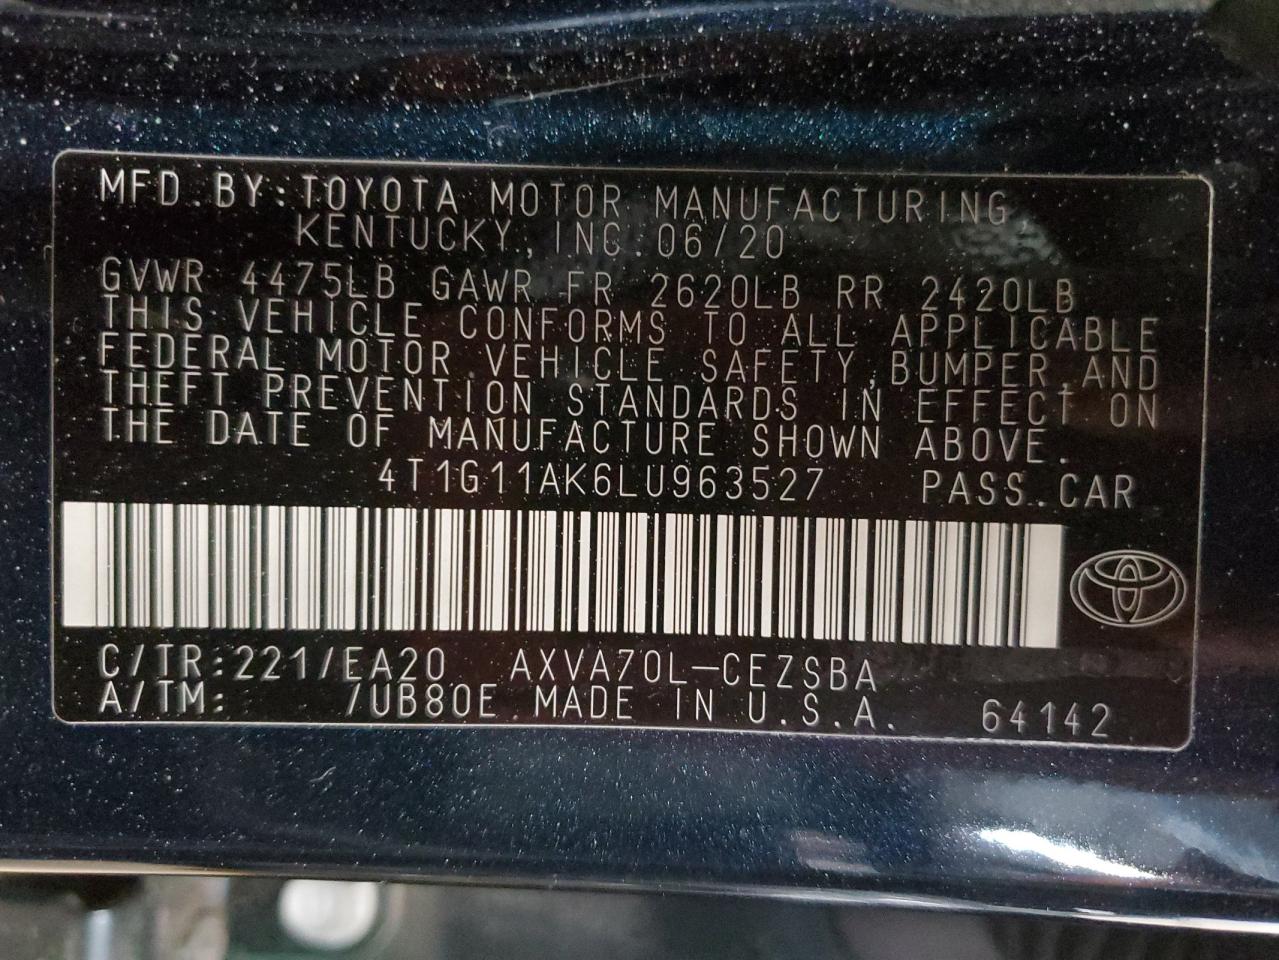 MFD.BY:TOYOTA MOTOR MANUFACTURING
KENTUCKY, INC.06/20
GVWR 4475LB GAWR FR 2620LB RR 2420LB
THIS VEHICLE CONFORMS TO ALL APPLICABLE
FEDERAL MOTOR VEHICLE SAFETY,BUMPER,AND
THEFT PREVENTION STANDARDS IN EFFECT ON
THE DATE OF MANUFACTURE SHOWN ABOVE.
4T1G11AK6LU963527 PASS.CAR
C/TR:221/EA20 AXVA70L-CEZSBA
A/TM: /UB80E MADE IN U.S.A. 64142